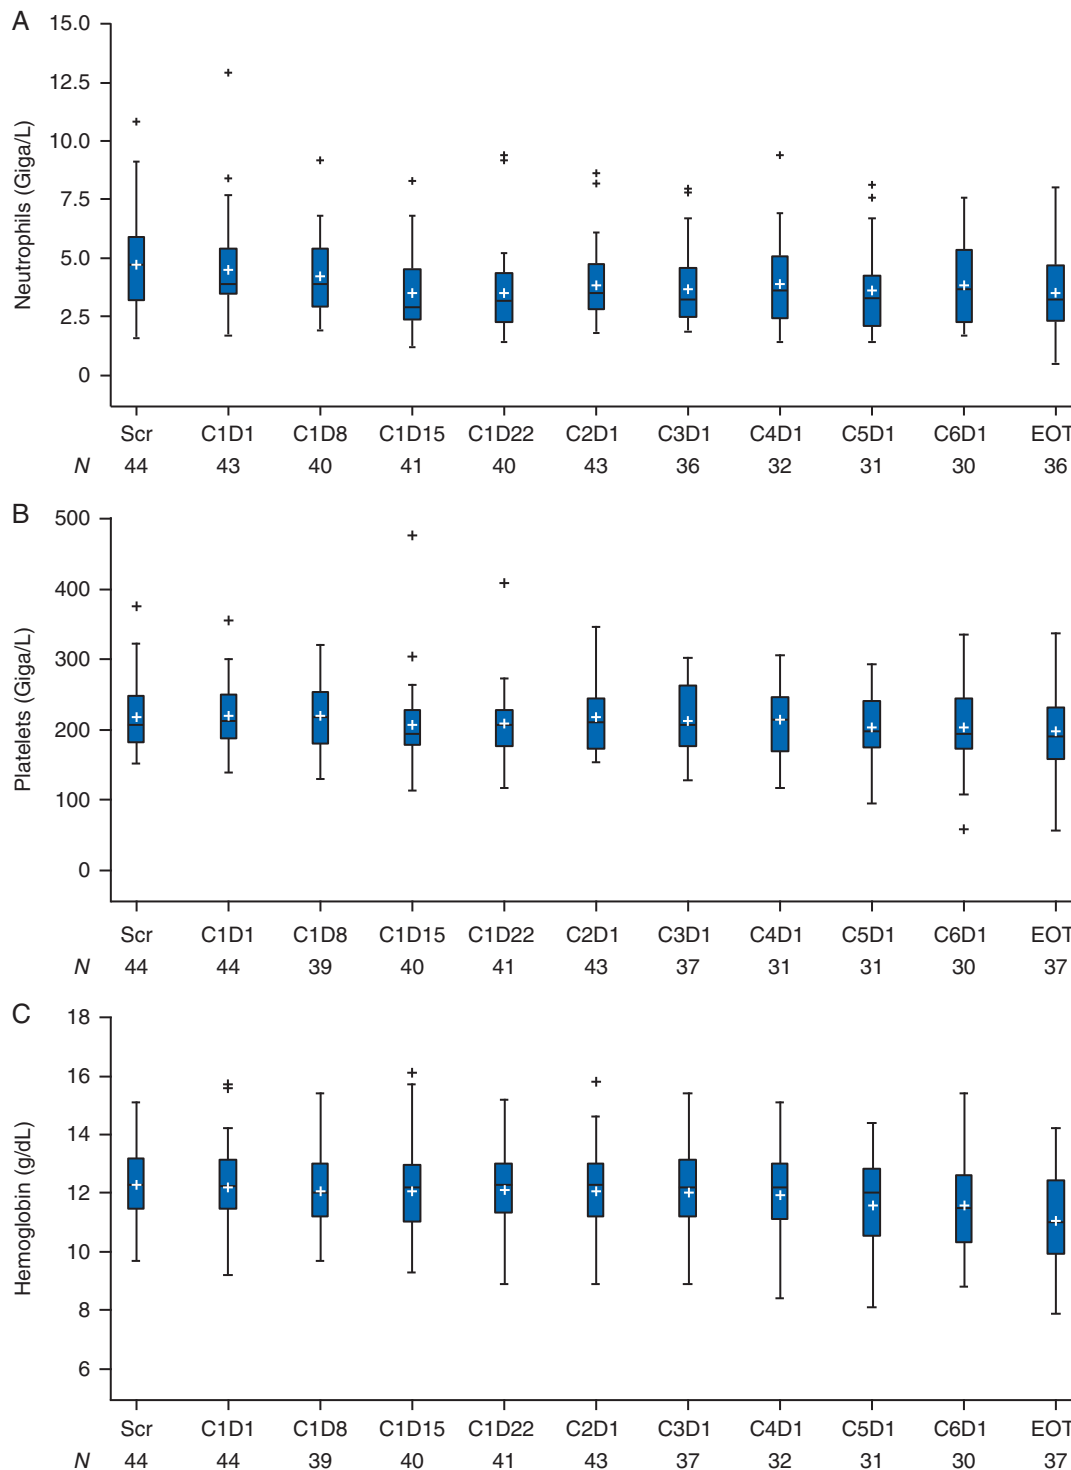 A
Neutrophils (Giga/L)
15.0
12.5
10.0
7.5
5.0
2.5
0
Scr C1D1 C1D8 C1D15 C1D22 C2D1 C3D1 C4D1 C5D1 C6D1 EOT
N 44 43 40 41 40 43 36 32 31 30 36
B
Platelets (Giga/L)
500
400
300
200
100
0
Scr C1D1 C1D8 C1D15 C1D22 C2D1 C3D1 C4D1 C5D1 C6D1 EOT
N 44 44 39 40 41 43 37 31 31 30 37
C
Hemoglobin (g/dL)
18
16
14
12
10
8
6
Scr C1D1 C1D8 C1D15 C1D22 C2D1 C3D1 C4D1 C5D1 C6D1 EOT
N 44 44 39 40 41 43 37 32 31 30 37